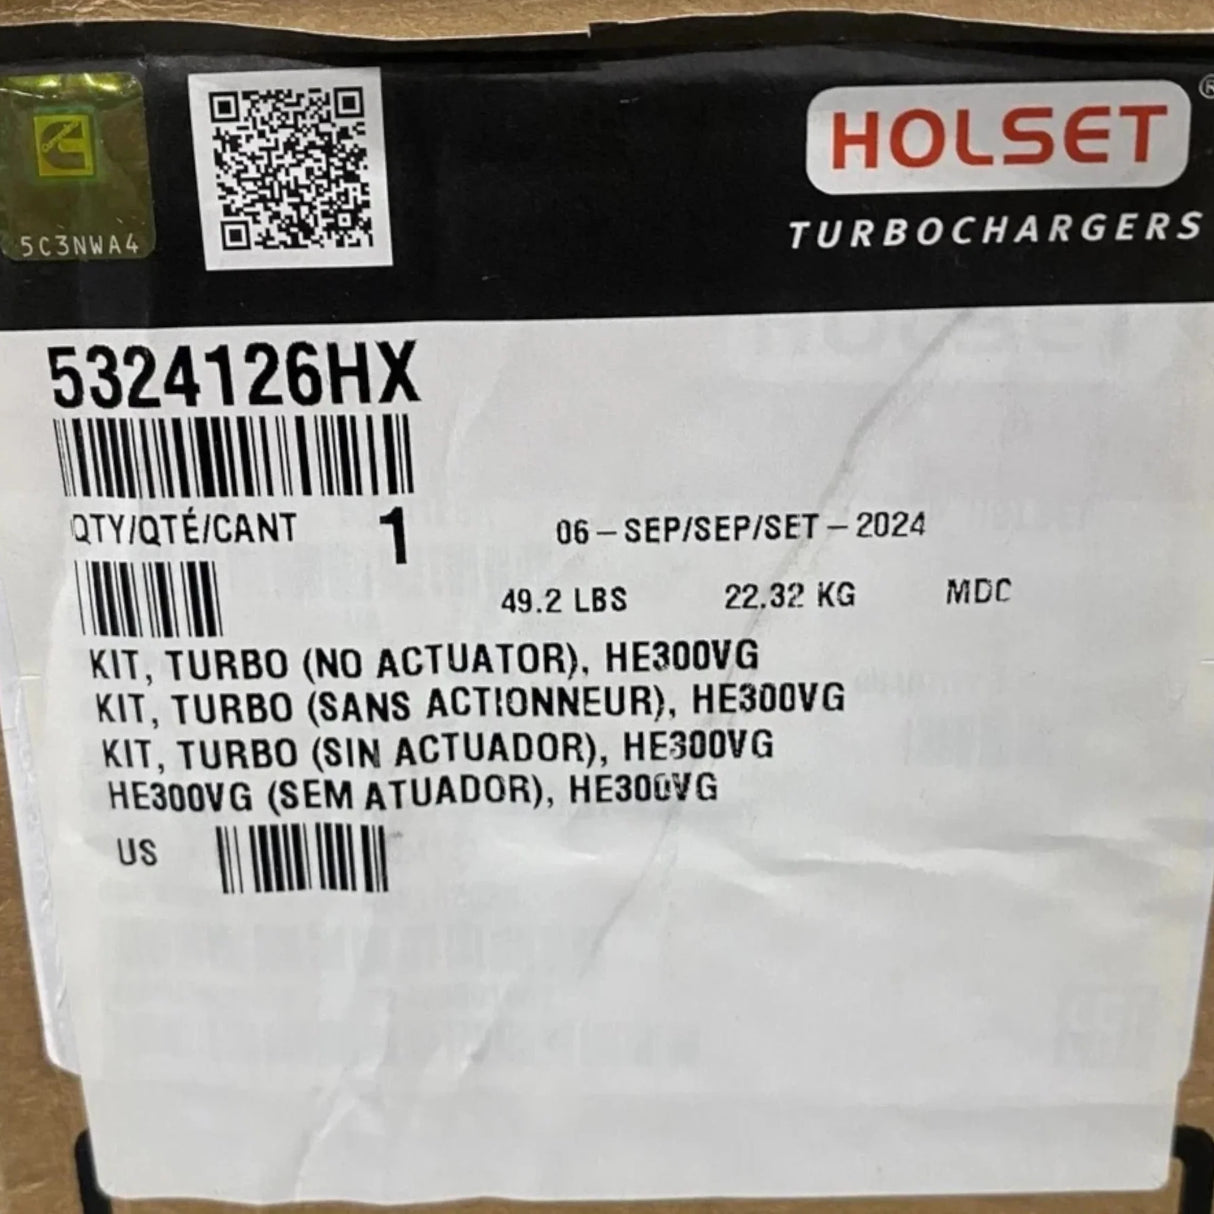 5C3NWA4
HOLSET®
TURBOCHARGERS
5324126HX
QTY/QTÉ/CANT 1 06-SEP/SEP/SET-2024
49.2 LBS 22.32 KG MDC
KIT, TURBO (NO ACTUATOR), HE300VG
KIT, TURBO (SANS ACTIONNEUR), HE300VG
KIT, TURBO (SIN ACTUADOR), HE300VG
HE300VG (SEM ATUADOR), HE300VG
US